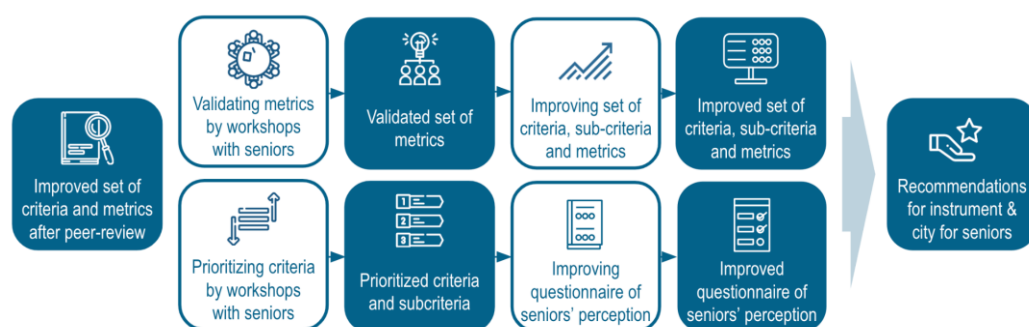 Improved set of
criteria and metrics
after peer-review
Validating metrics
by workshops
with seniors
Validated set of
metrics
Improving set of
criteria, sub-criteria
and metrics
Improved set of
criteria, sub-criteria
and metrics
Prioritizing criteria
by workshops
with seniors
1
2
3
Prioritized criteria
and subcriteria
Improving
questionnaire of
seniors’ perception
Improved
questionnaire of
seniors’ perception
Recommendations
for instrument &
city for seniors